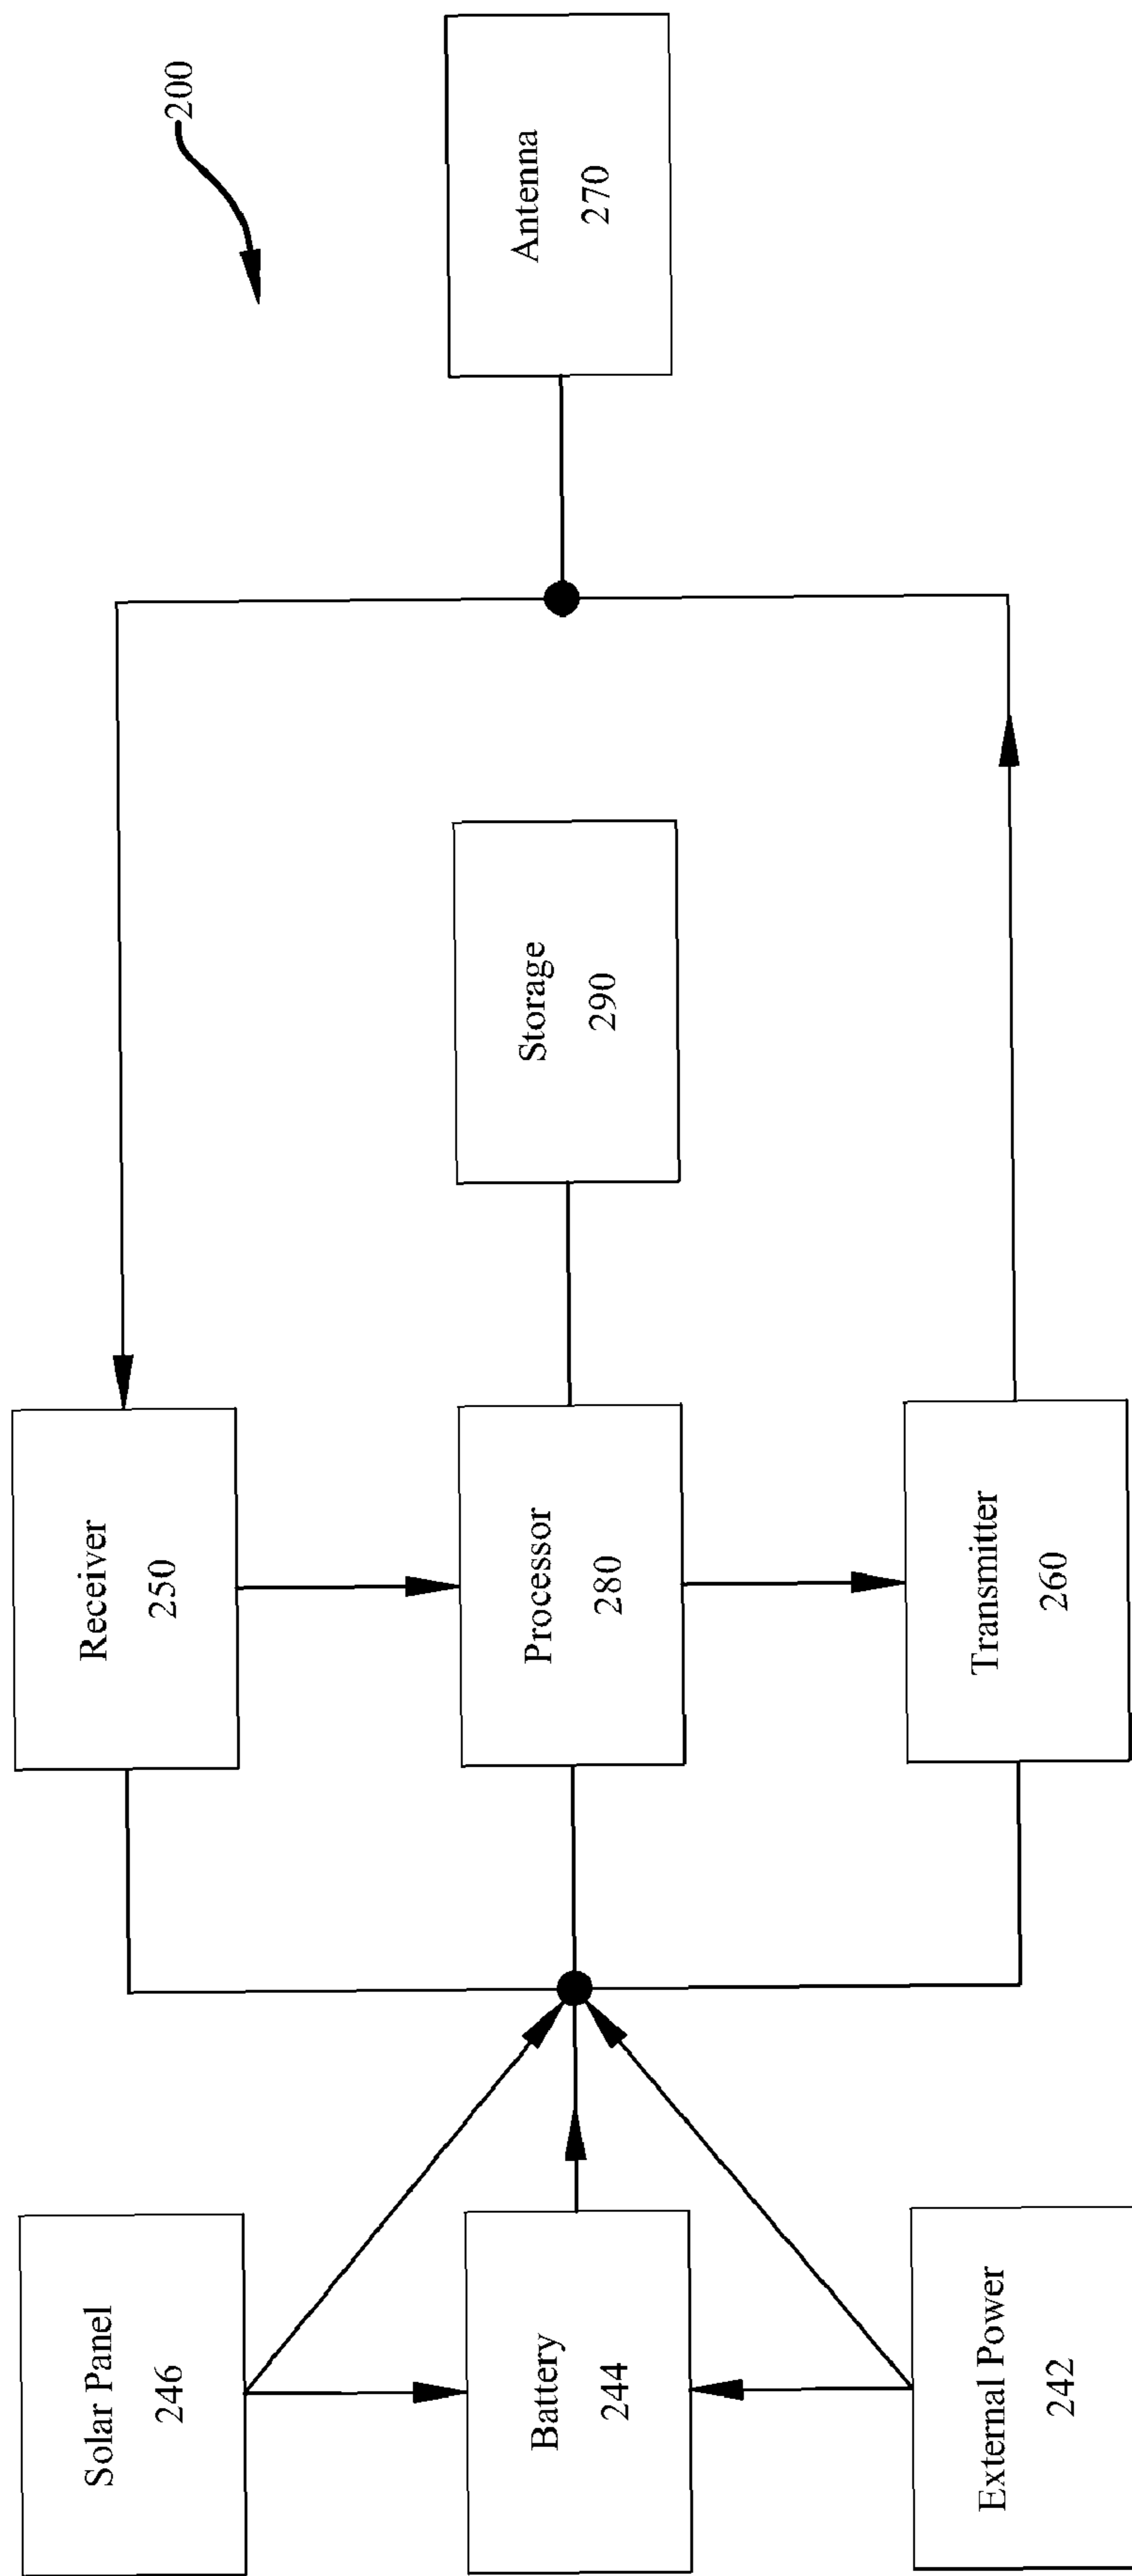 200
Solar Panel
246
Receiver
250
Battery
244
Processor
280
Storage
290
Antenna
270
External Power
242
Transmitter
260